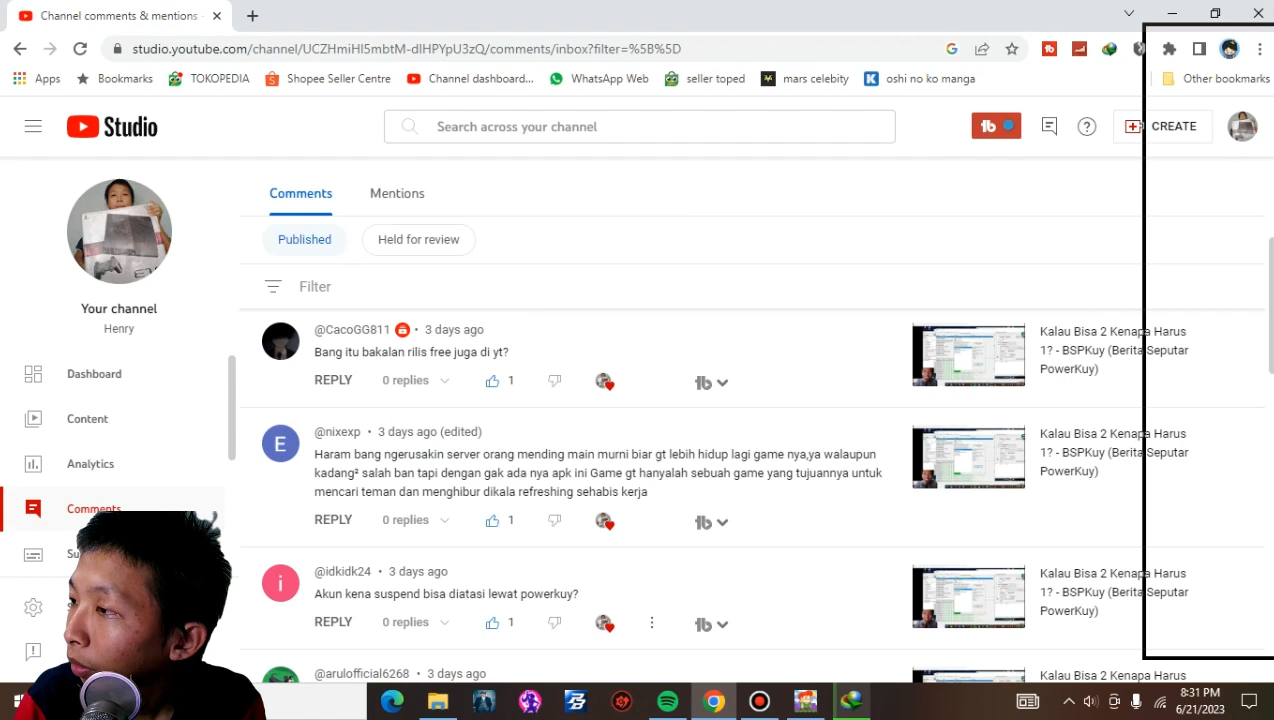 Channel comments & mentions -
studio.youtube.com/channel/UCZHmiHI5mbtM-dIHPYpU3zQ/comments/inbox?filter=%5B%5D
Apps Bookmarks TOKOPEDIA Shopee Seller Centre Channel dashboard... WhatsApp Web seller toped mars celebity oshi no ko manga Other bookmarks
Studio Search across your channel CREATE
Your channel
Henry
Dashboard
Content
Analytics
Comments
Comments Mentions
Published Held for review
Filter
@CacoGG811 • 3 days ago
Bang itu bakalan rilis free juga di yt?
REPLY 0 replies 1
Kalau Bisa 2 Kenapa Harus
1? - BSPKuy (Berita Seputar
PowerKuy)
E
@nixexp • 3 days ago (edited)
Haram bang ngerusakin server orang mending main murni biar gt lebih hidup lagi game nya,ya walaupun
kadang² salah ban tapi dengan gak ada nya apk ini Game gt hanyalah sebuah game yang tujuannya untuk
mencari teman dan menghibur dikala refreshing sehabis kerja
REPLY 0 replies 1
Kalau Bisa 2 Kenapa Harus
1? - BSPKuy (Berita Seputar
PowerKuy)
i
@idkidk24 • 3 days ago
Akun kena suspend bisa diatasi lewat powerkuy?
REPLY 0 replies 1
Kalau Bisa 2 Kenapa Harus
1? - BSPKuy (Berita Seputar
PowerKuy)
@arulofficial6268 • 3 days ago
Kalau Bisa 2 Kenapa Harus
8:31 PM
6/21/2023